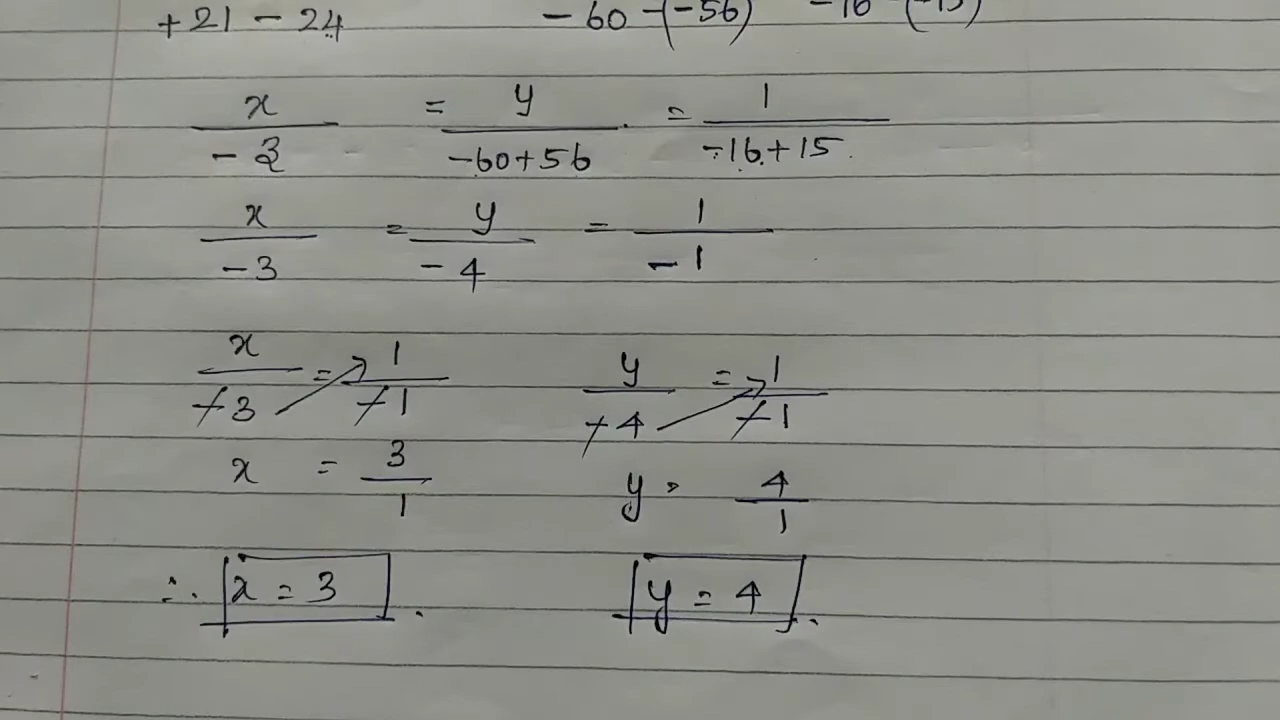 +21 - 24 -60 -(-56) -16 -(-15)
x/-3 = y/-60+56 = 1/-16+15
x/-3 = y/-4 = 1/-1
x/-3 = 1/-1 y/-4 = 1/-1
x = 3/1 y = 4/1
∴ x = 3. y = 4.